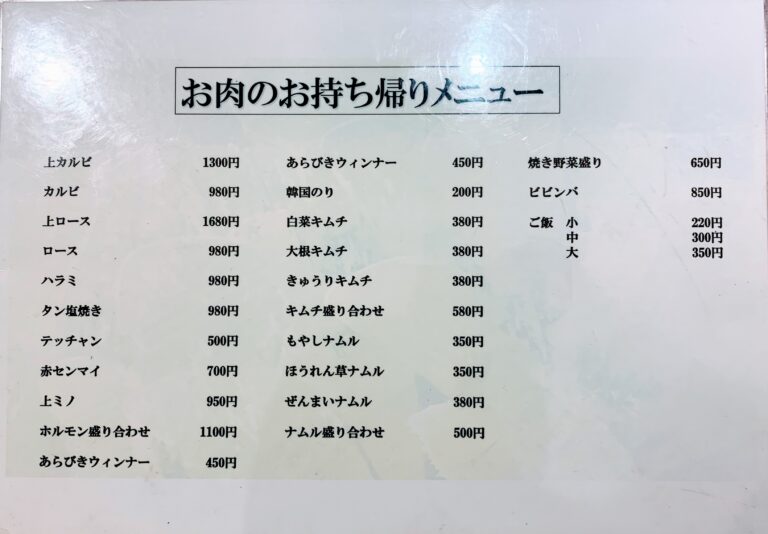 お肉のお持ち帰りメニュー
上カルビ 1300円
カルビ 980円
上ロース 1680円
ロース 980円
ハラミ 980円
タン塩焼き 980円
テッチャン 500円
赤センマイ 700円
上ミノ 950円
ホルモン盛り合わせ 1100円
あらびきウィンナー 450円
あらびきウィンナー 450円
韓国のり 200円
白菜キムチ 380円
大根キムチ 380円
きゅうりキムチ 380円
キムチ盛り合わせ 580円
もやしナムル 350円
ほうれん草ナムル 350円
ぜんまいナムル 380円
ナムル盛り合わせ 500円
焼き野菜盛り 650円
ビビンバ 850円
ご飯 小 220円
中 300円
大 350円